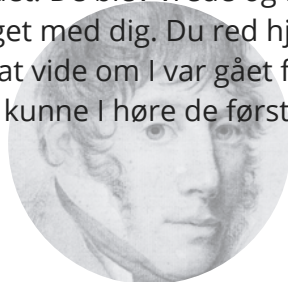 get med dig. Du red hj
at vide om I var gået f
kunne I høre de først